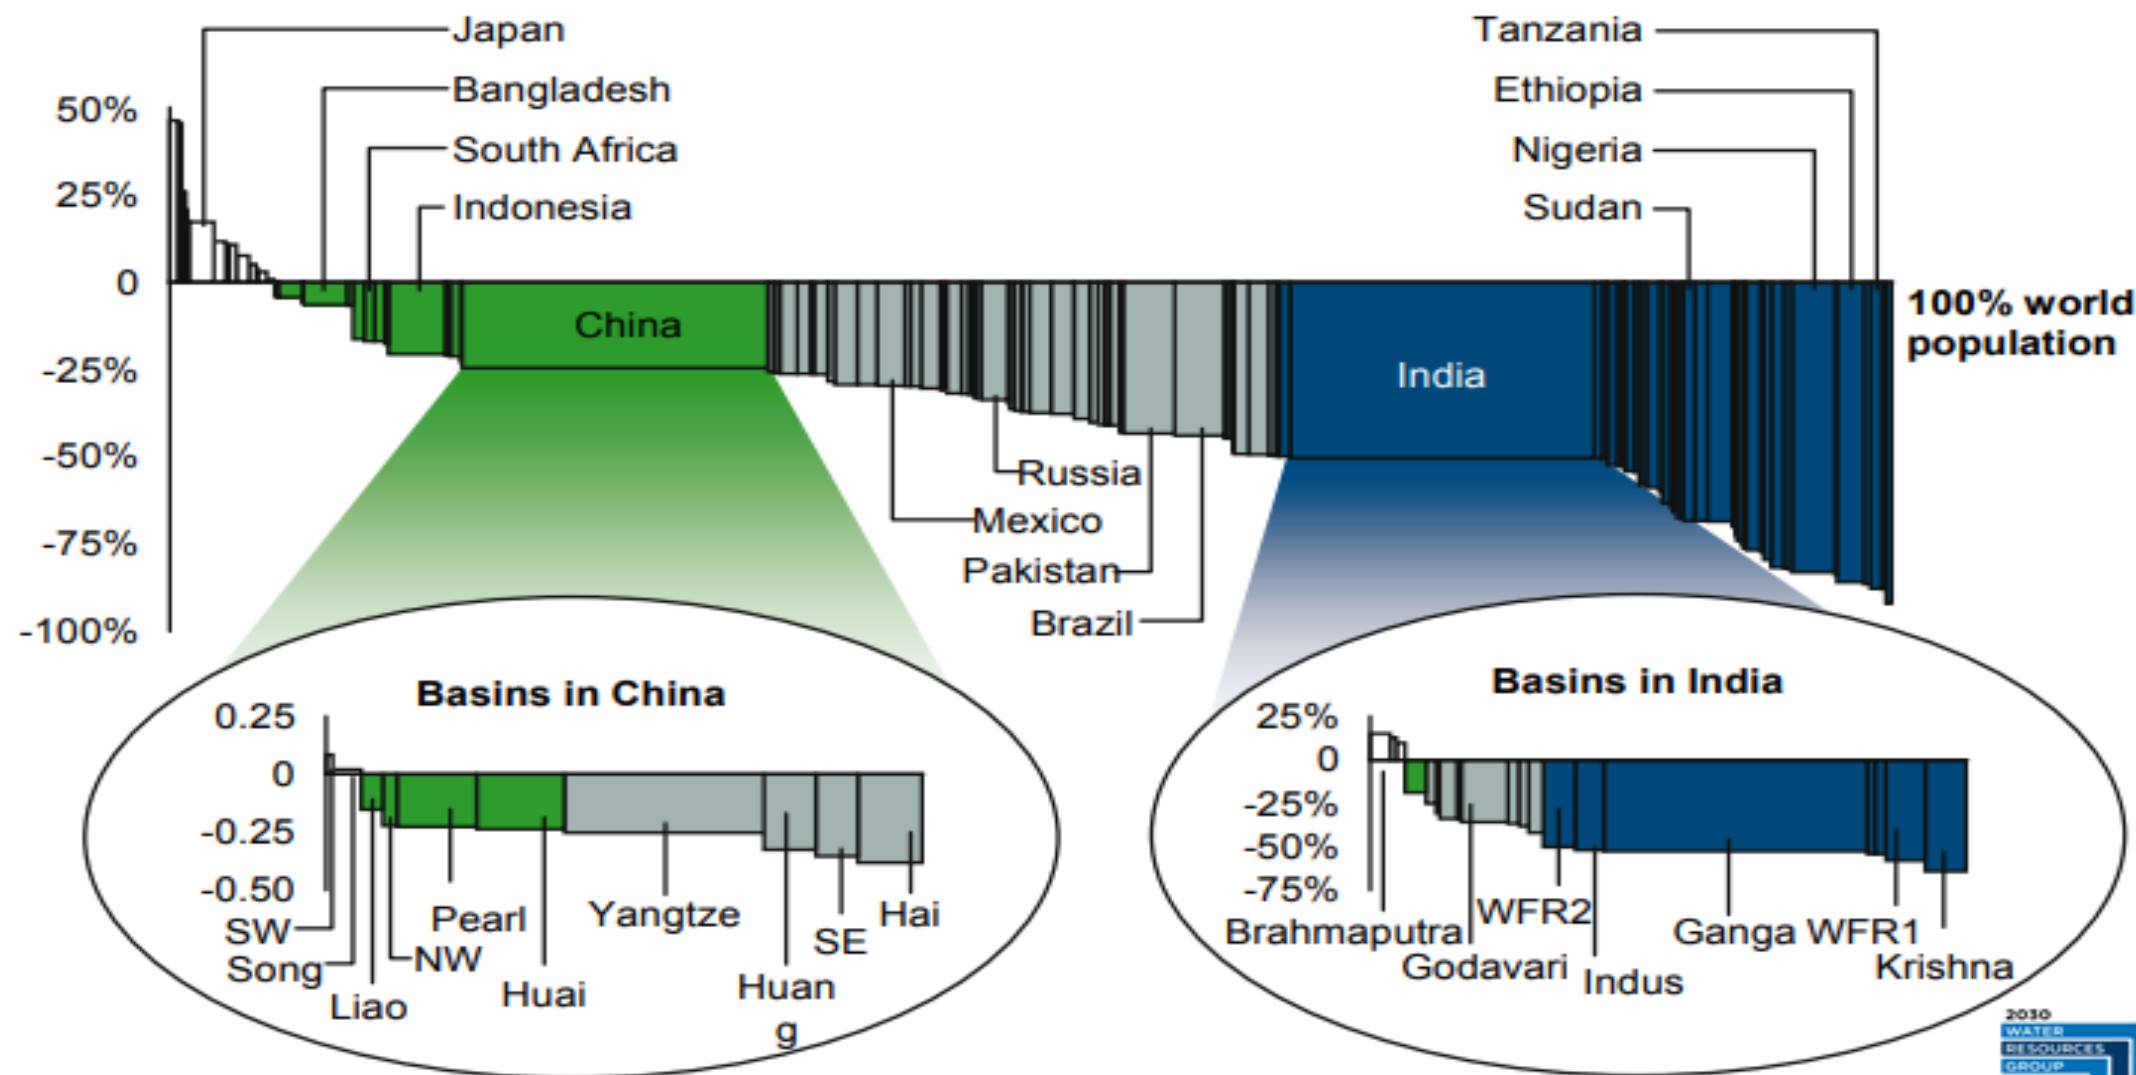 Japan
Bangladesh
South Africa
Indonesia
Tanzania
Ethiopia
Nigeria
Sudan
50%
25%
0
-25%
-50%
-75%
-100%
China
India
100% world
population
Russia
Mexico
Pakistan
Brazil
Basins in China
0.25
0
-0.25
-0.50
SW
Song
Liao
NW
Pearl
Huai
Yangtze
Huan
g
SE
Hai
Basins in India
25%
0
-25%
-50%
-75%
Brahmaputra
Godavari
WFR2
Indus
Ganga
WFR1
Krishna
2030
WATER
RESOURCES
GROUP